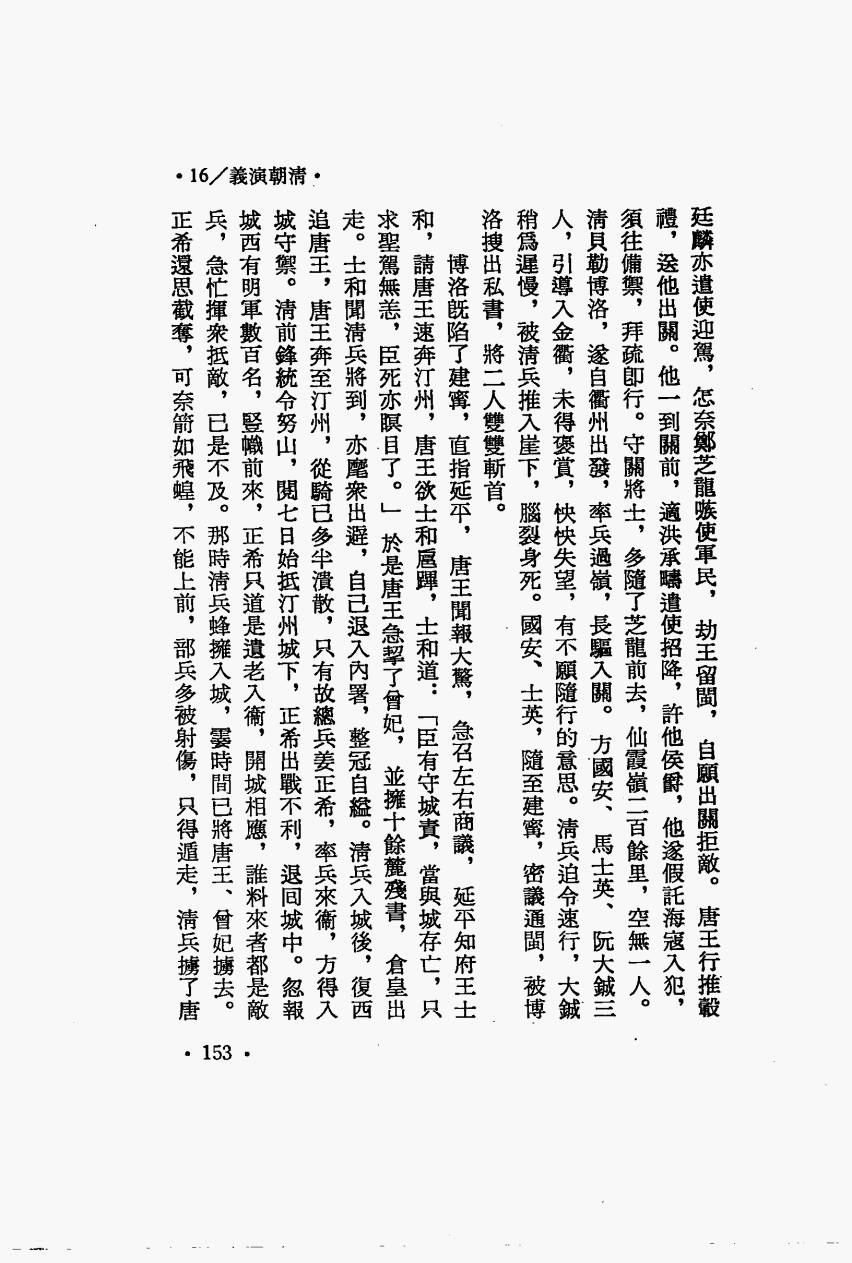 •16／義演朝清•
廷麟亦遣使迎駕，怎奈鄭芝龍嗾使軍民，劫王留閩，自願出關拒敵。唐王行推轂
禮，送他出關。他一到關前，適洪承疇遣使招降，許他侯爵，他遂假託海寇入犯，
須往備禦，拜疏卽行。守關將士，多隨了芝龍前去，仙霞嶺二百餘里，空無一人。
淸貝勒博洛，遂自衢州出發，率兵過嶺，長驅入關。方國安、馬士英、阮大鋮三
人，引導入金衢，未得褒賞，怏怏失望，有不願隨行的意思。淸兵迫令速行，大鋮
稍爲遲慢，被淸兵推入崖下，腦裂身死。國安、士英，隨至建寗，密議通閩，被博
洛搜出私書，將二人雙雙斬首。
博洛旣陷了建寗，直指延平，唐王聞報大驚，急召左右商議，延平知府王士
和，請唐王速奔汀州，唐王欲士和扈蹕，士和道：「臣有守城責，當與城存亡，只
求聖駕無恙，臣死亦瞑目了。」於是唐王急挈了曾妃，並擁十餘簏殘書，倉皇出
走。士和聞淸兵將到，亦麾衆出避，自己退入內署，整冠自縊。淸兵入城後，復西
追唐王，唐王奔至汀州，從騎已多半潰散，只有故總兵姜正希，率兵來衞，方得入
城守禦。淸前鋒統令努山，閱七日始抵汀州城下，正希出戰不利，退回城中。忽報
城西有明軍數百名，豎幟前來，正希只道是遺老入衞，開城相應，誰料來者都是敵
兵，急忙揮衆抵敵，已是不及。那時淸兵蜂擁入城，霎時間已將唐王、曾妃擄去。
正希還思截奪，可奈箭如飛蝗，不能上前，部兵多被射傷，只得遁走，淸兵擄了唐
•153•